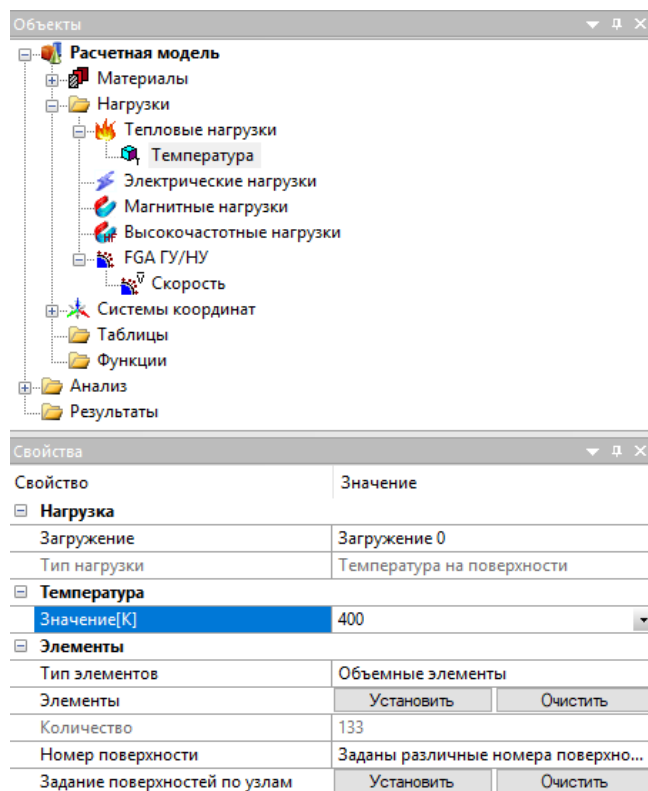 Объекты
Расчетная модель
Материалы
Нагрузки
Тепловые нагрузки
Температура
Электрические нагрузки
Магнитные нагрузки
Высокочастотные нагрузки
FGA ГУ/НУ
Скорость
Системы координат
Таблицы
Функции
Анализ
Результаты
Свойства
Свойство Значение
Нагрузка
Загружение Загружение 0
Тип нагрузки Температура на поверхности
Температура
Значение[K] 400
Элементы
Тип элементов Объемные элементы
Элементы Установить Очистить
Количество 133
Номер поверхности Заданы различные номера поверхно...
Задание поверхностей по узлам Установить Очистить